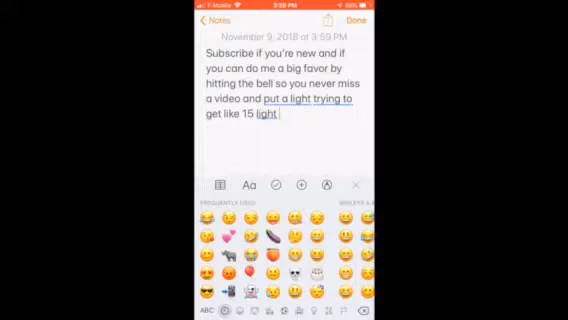 T-Mobile 3:59 PM
Notes Done
November 9, 2018 at 3:59 PM
Subscribe if you're new and if
you can do me a big favor by
hitting the bell so you never miss
a video and put a light trying to
get like 15 light
Aa
FREQUENTLY USED
ABC